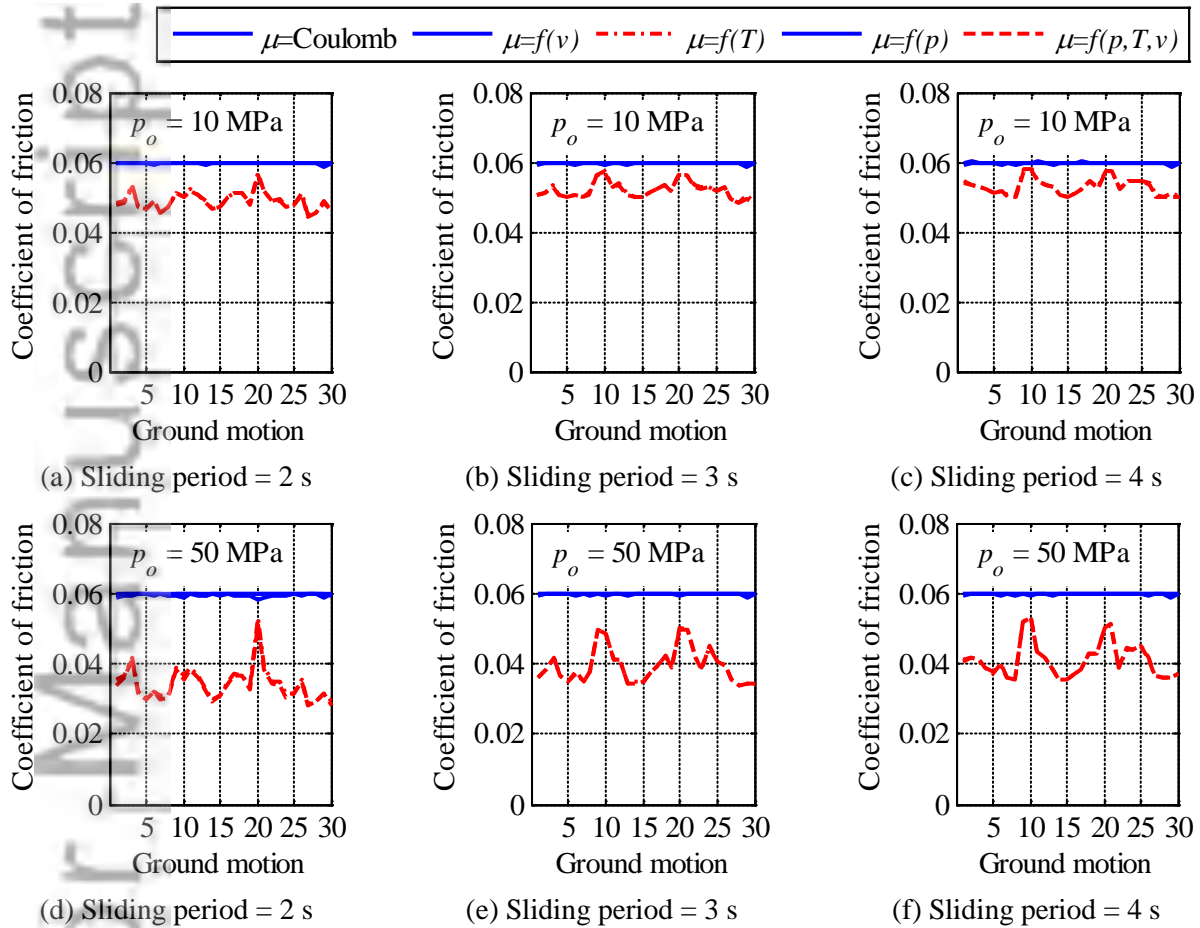 μ=Coulomb μ=f(v) μ=f(T) μ=f(p) μ=f(p,T,v)
0.08
0.06
0.04
0.02
0
Coefficient of friction
p_o = 10 MPa
5 10 15 20 25 30
Ground motion
(a) Sliding period = 2 s
0.08
0.06
0.04
0.02
0
Coefficient of friction
p_o = 10 MPa
5 10 15 20 25 30
Ground motion
(b) Sliding period = 3 s
0.08
0.06
0.04
0.02
0
Coefficient of friction
p_o = 10 MPa
5 10 15 20 25 30
Ground motion
(c) Sliding period = 4 s
0.08
0.06
0.04
0.02
0
Coefficient of friction
p_o = 50 MPa
5 10 15 20 25 30
Ground motion
(d) Sliding period = 2 s
0.08
0.06
0.04
0.02
0
Coefficient of friction
p_o = 50 MPa
5 10 15 20 25 30
Ground motion
(e) Sliding period = 3 s
0.08
0.06
0.04
0.02
0
Coefficient of friction
p_o = 50 MPa
5 10 15 20 25 30
Ground motion
(f) Sliding period = 4 s
or Manuscript